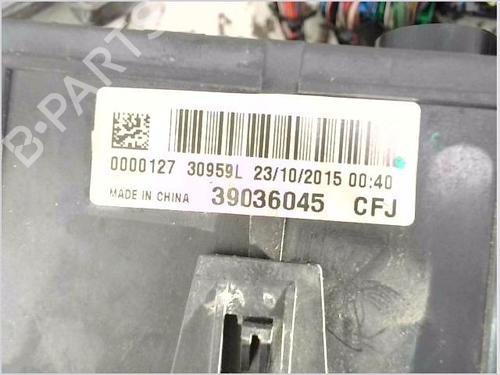 B-PARTS
0000127 30959L 23/10/2015 00:40
MADE IN CHINA 39036045 CFJ